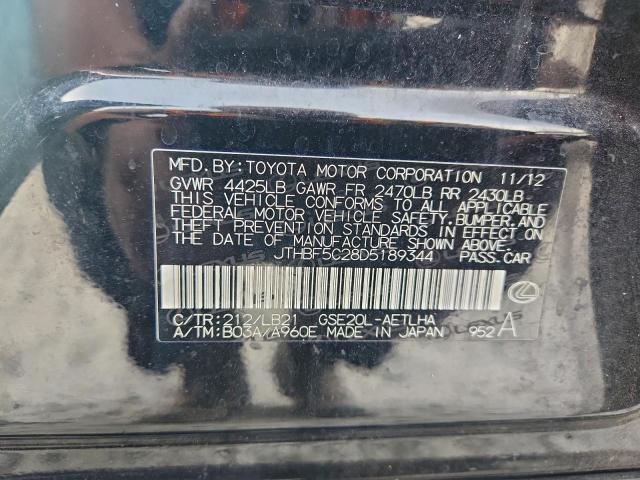 MFD. BY: TOYOTA MOTOR CORPORATION 11/12
GVWR 4425LB GAWR FR 2470LB RR 2430LB
THIS VEHICLE CONFORMS TO ALL APPLICABLE
FEDERAL MOTOR VEHICLE SAFETY, BUMPER, AND
THEFT PREVENTION STANDARDS IN EFFECT ON
THE DATE OF MANUFACTURE SHOWN ABOVE.
JTHBF5C28D5189344 PASS.CAR
C/TR: 212/LB21 GSE20L-AETLHA
A/TM: B03A/A960E MADE IN JAPAN 952 A